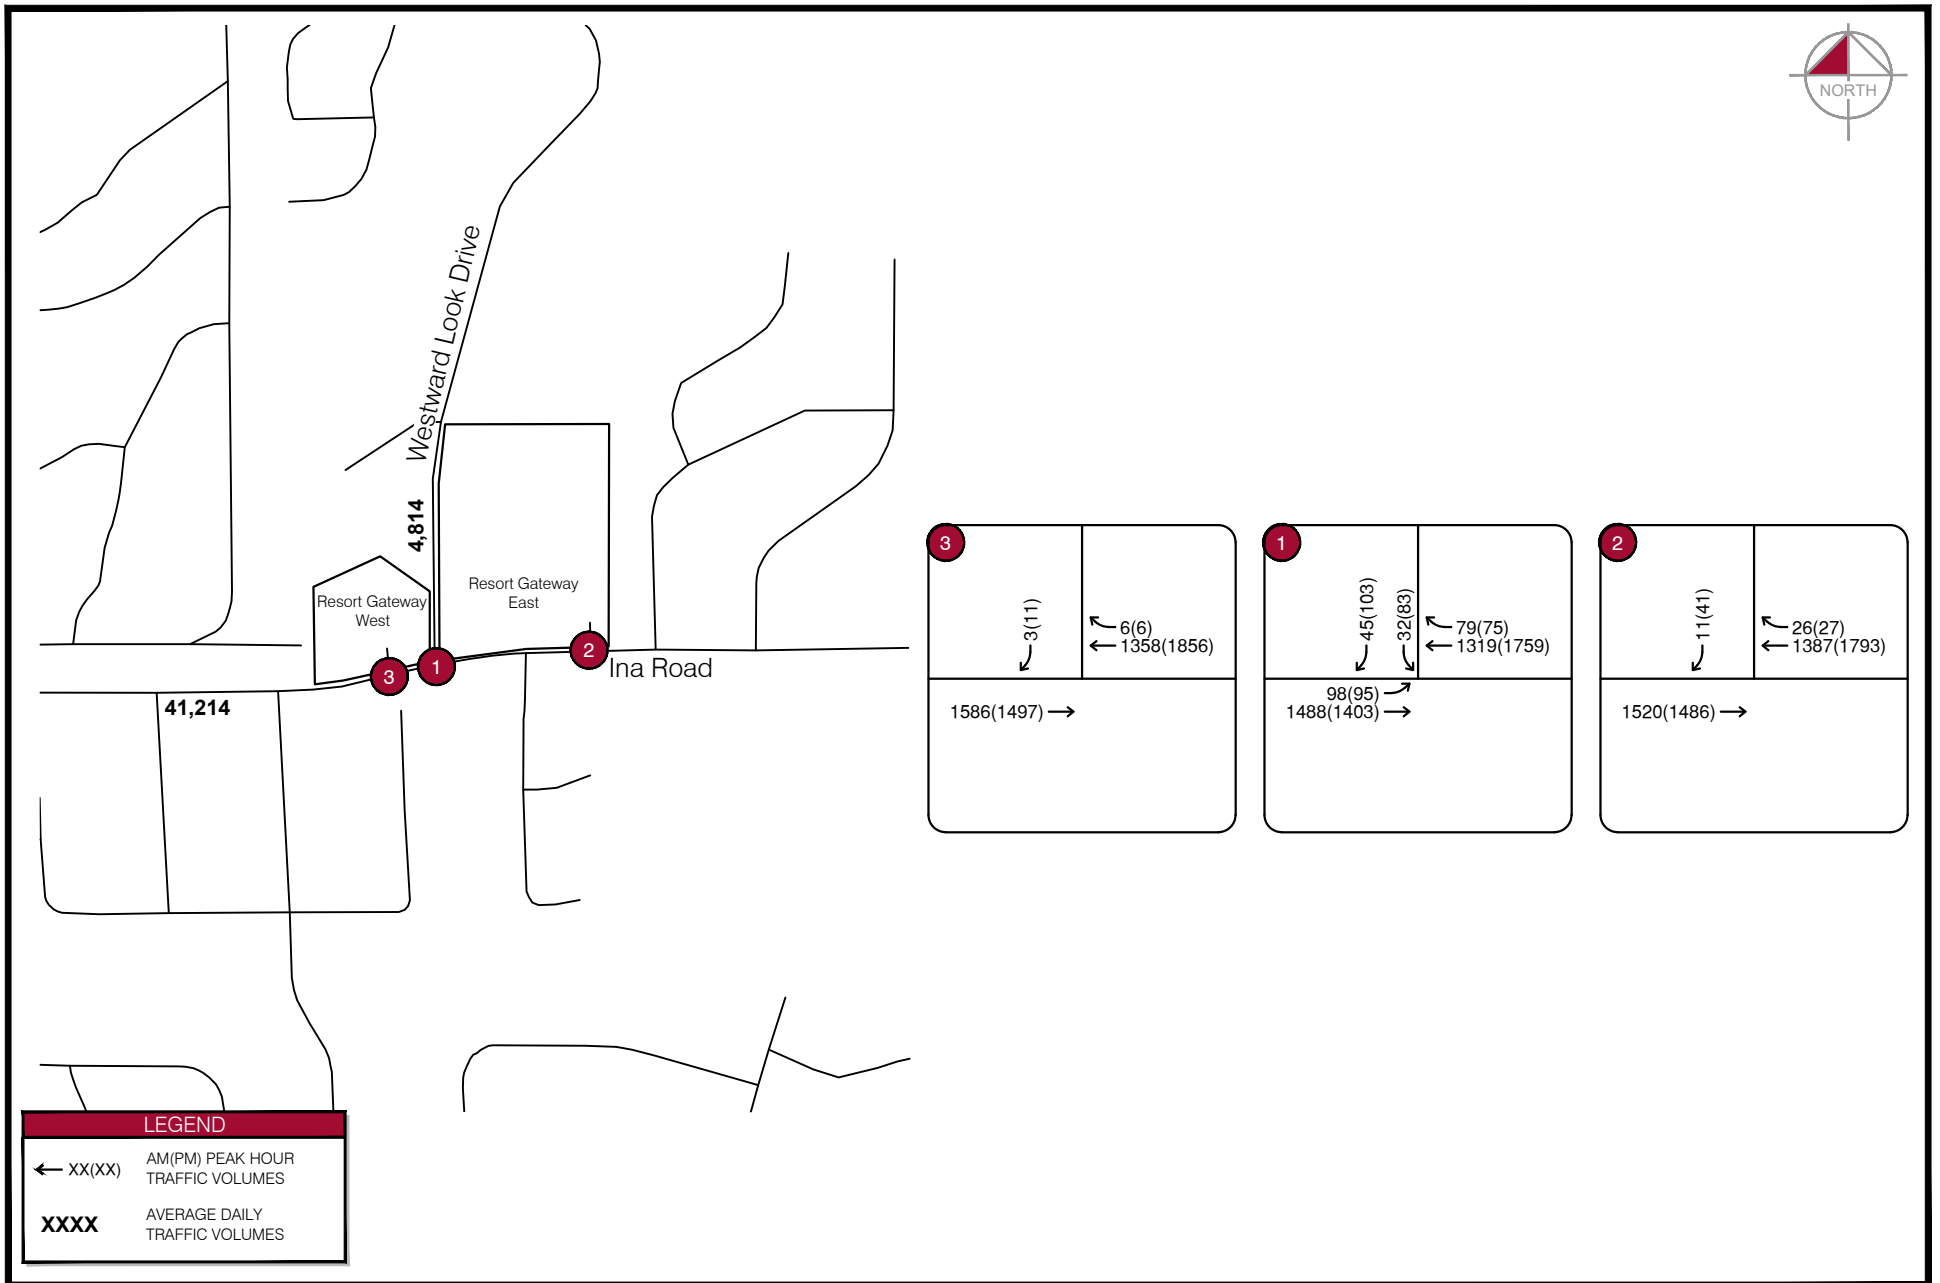 NORTH
Westward Look Drive
4,814
Resort Gateway
East
Resort Gateway
West
3
1
2
Ina Road
41,214
3
3(11)
6(6)
1358(1856)
1586(1497)
1
45(103)
32(83)
79(75)
1319(1759)
98(95)
1488(1403)
2
11(41)
26(27)
1387(1793)
1520(1486)
LEGEND
XX(XX)
AM(PM) PEAK HOUR
TRAFFIC VOLUMES
XXXX
AVERAGE DAILY
TRAFFIC VOLUMES